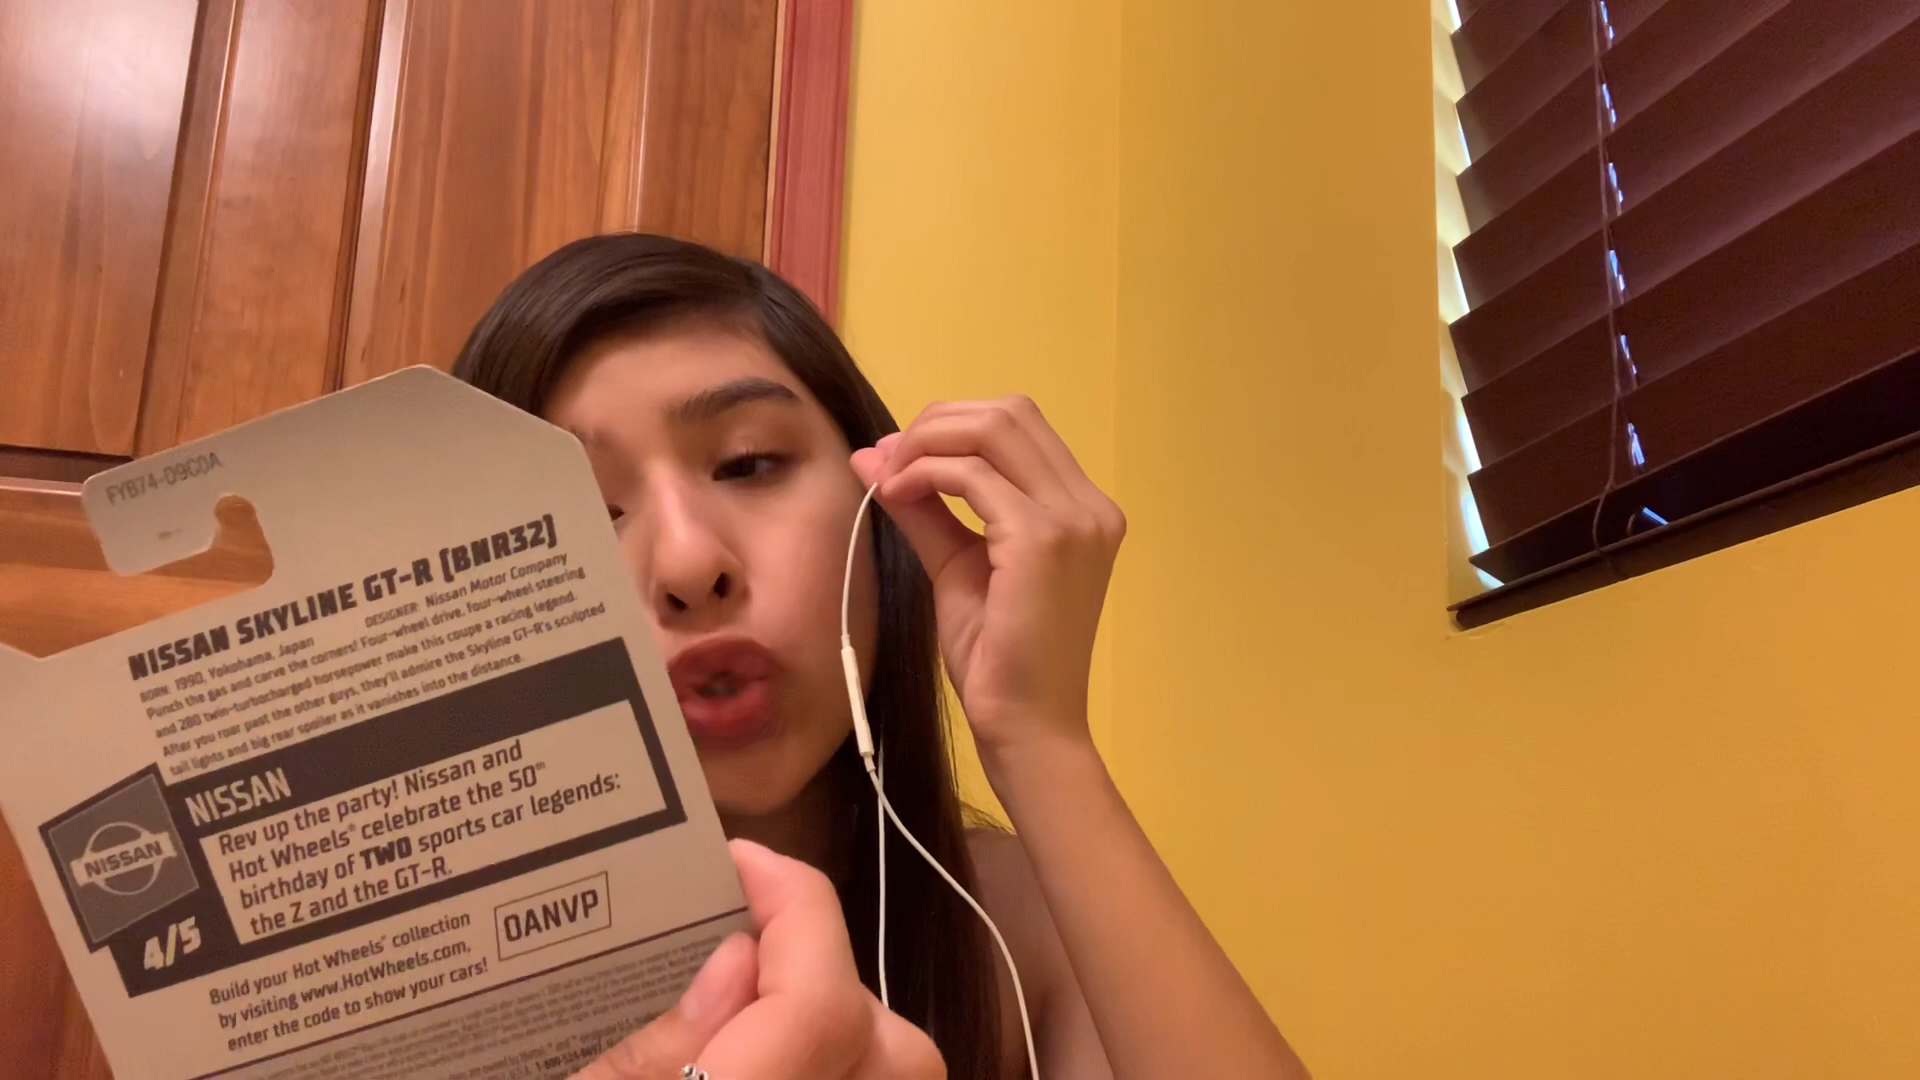 FYB74-D9C0A
NISSAN SKYLINE GT-R (BNR32)
BORN: 1990, Yokohama, Japan DESIGNER: Nissan Motor Company
Punch the gas and carve the corners! Four-wheel drive, four-wheel steering
and 280 twin-turbocharged horsepower make this coupe a racing legend.
After you roar past the other guys, they'll admire the Skyline GT-R's sculpted
tail lights and big rear spoiler as it vanishes into the distance.
NISSAN
NISSAN
Rev up the party! Nissan and
Hot Wheels® celebrate the 50th
birthday of TWO sports car legends:
the Z and the GT-R.
4/5
Build your Hot Wheels® collection
by visiting www.HotWheels.com,
enter the code to show your cars!
OANVP